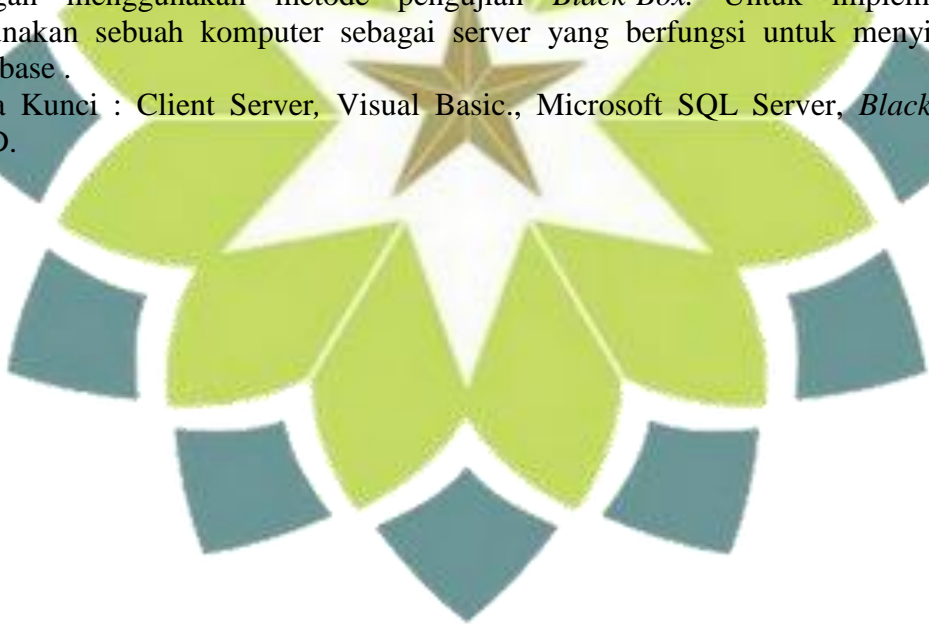 gan menggunakan metode pengujian Black-Box. Untuk implem
nakan sebuah komputer sebagai server yang berfungsi untuk menyi
base .
a Kunci : Client Server, Visual Basic., Microsoft SQL Server, Black
D.